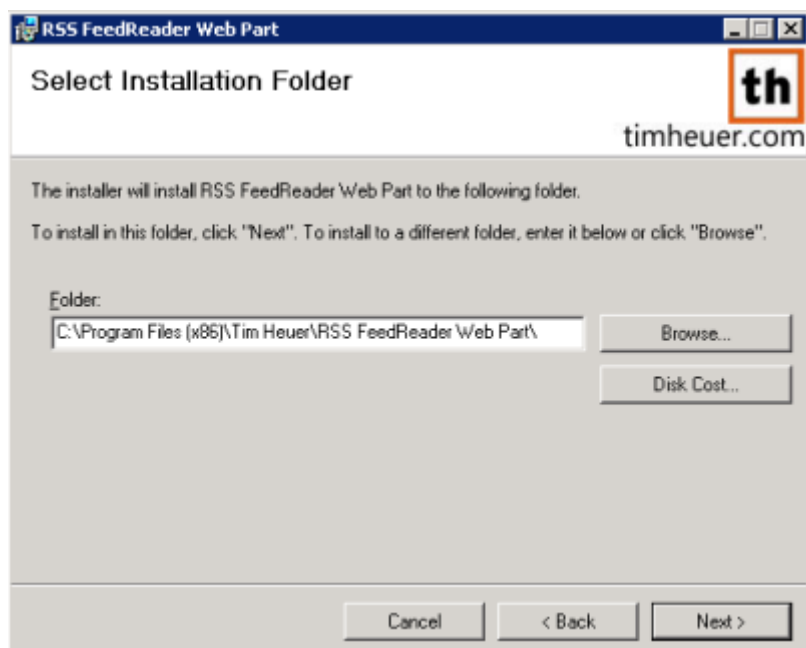 RSS FeedReader Web Part
Select Installation Folder
th
timheuer.com
The installer will install RSS FeedReader Web Part to the following folder.
To install in this folder, click "Next". To install to a different folder, enter it below or click "Browse".
Folder:
C:\Program Files (x86)\Tim Heuer\RSS FeedReader Web Part\
Browse...
Disk Cost...
Cancel
< Back
Next >